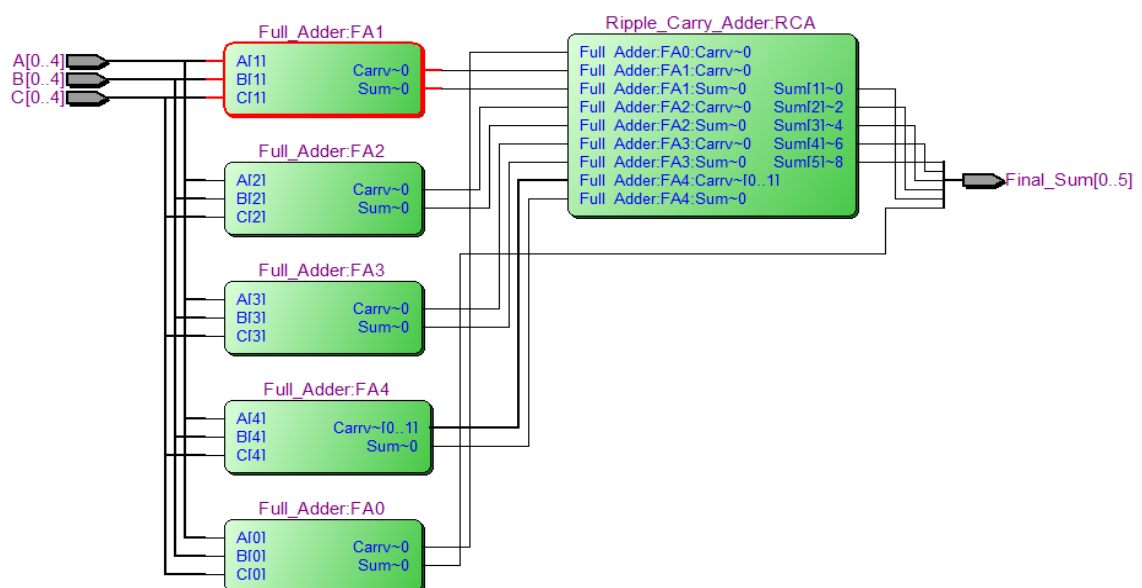 A[0..4]
B[0..4]
C[0..4]
Full_Adder:FA1
A[1]
B[1]
C[1]
Carry~0
Sum~0
Full_Adder:FA2
A[2]
B[2]
C[2]
Carry~0
Sum~0
Full_Adder:FA3
A[3]
B[3]
C[3]
Carry~0
Sum~0
Full_Adder:FA4
A[4]
B[4]
C[4]
Carry~[0..1]
Sum~0
Full_Adder:FA0
A[0]
B[0]
C[0]
Carry~0
Sum~0
Ripple_Carry_Adder:RCA
Full_Adder:FA0:Carry~0
Full_Adder:FA1:Carry~0
Full_Adder:FA1:Sum~0
Full_Adder:FA2:Carry~0
Full_Adder:FA2:Sum~0
Full_Adder:FA3:Carry~0
Full_Adder:FA3:Sum~0
Full_Adder:FA4:Carry~[0..1]
Full_Adder:FA4:Sum~0
Sum[1]~0
Sum[2]~2
Sum[3]~4
Sum[4]~6
Sum[5]~8
Final_Sum[0..5]